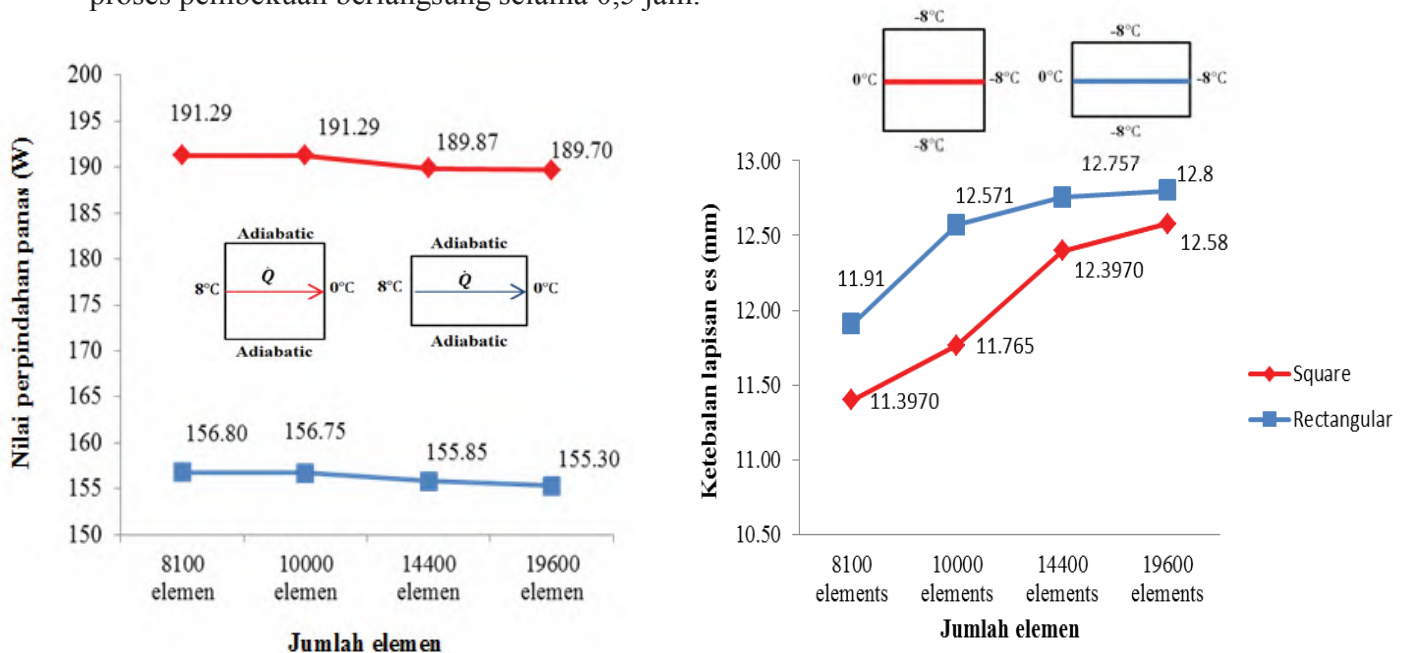 proses pembekuan berlangsung selama 0,5 jam.
Nilai perpindahan panas (W)
200
195
190
185
180
175
170
165
160
155
150
191.29
191.29
189.87
189.70
Adiabatic
8°C
Q̇
0°C
Adiabatic
Adiabatic
8°C
Q̇
0°C
Adiabatic
156.80
156.75
155.85
155.30
8100
elemen
10000
elemen
14400
elemen
19600
elemen
Jumlah elemen
-8°C
0°C
-8°C
-8°C
-8°C
0°C
-8°C
-8°C
Ketebalan lapisan es (mm)
13.00
12.50
12.00
11.50
11.00
10.50
11.91
12.571
12.757
12.8
11.3970
11.765
12.3970
12.58
8100
elements
10000
elements
14400
elements
19600
elements
Jumlah elemen
Square
Rectangular